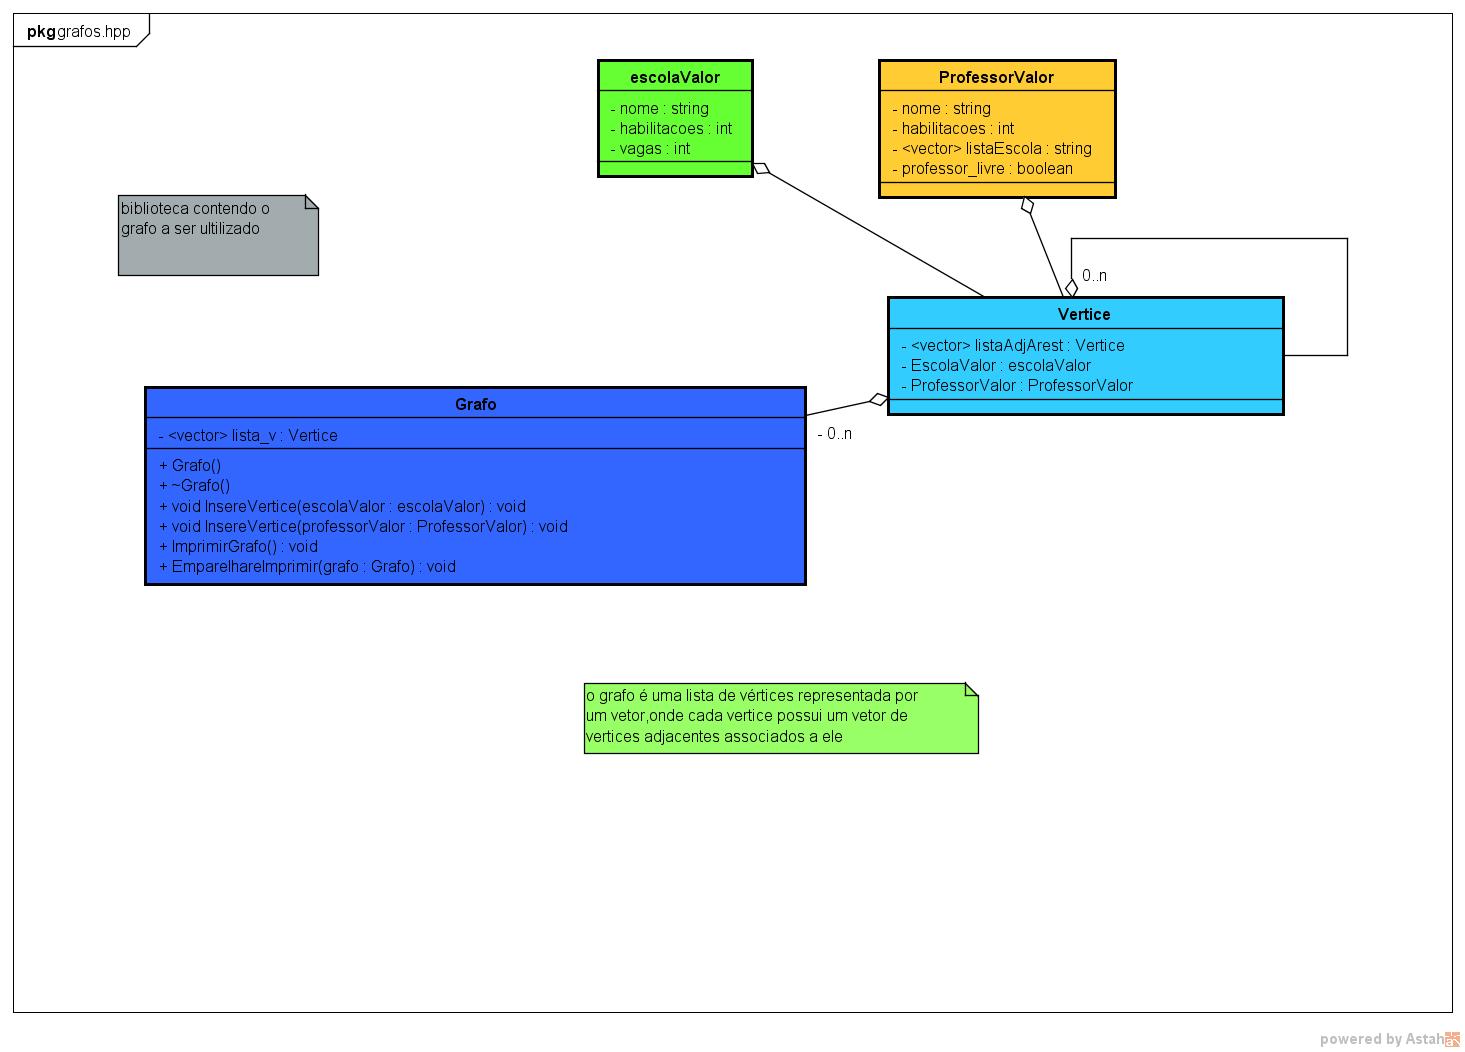 pkg grafos.hpp
escolaValor
- nome : string
- habilitacoes : int
- vagas : int
ProfessorValor
- nome : string
- habilitacoes : int
- <vector> listaEscola : string
- professor_livre : boolean
biblioteca contendo o
grafo a ser ultilizado
0..n
Vertice
- <vector> listaAdjArest : Vertice
- EscolaValor : escolaValor
- ProfessorValor : ProfessorValor
Grafo
- <vector> lista_v : Vertice
+ Grafo()
+ ~Grafo()
+ void InsereVertice(escolaValor : escolaValor) : void
+ void InsereVertice(professorValor : ProfessorValor) : void
+ ImprimirGrafo() : void
+ EmparelhareImprimir(grafo : Grafo) : void
- 0..n
o grafo é uma lista de vértices representada por
um vetor,onde cada vertice possui um vetor de
vertices adjacentes associados a ele
powered by Astah